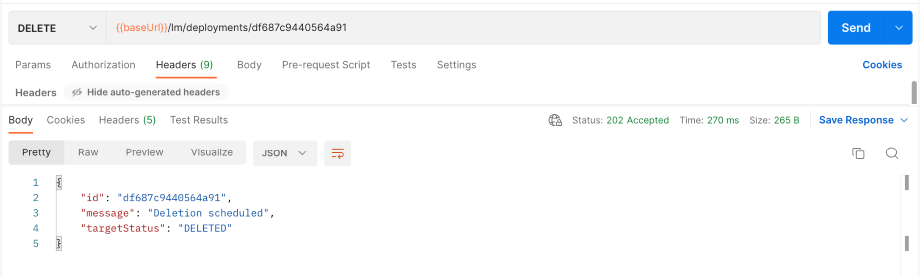 DELETE {{baseUrl}}/lm/deployments/df687c9440564a91 Send
Params Authorization Headers (9) Body Pre-request Script Tests Settings Cookies
Headers Hide auto-generated headers
Body Cookies Headers (5) Test Results Status: 202 Accepted Time: 270 ms Size: 265 B Save Response
Pretty Raw Preview Visualize JSON
1 {
2 "id": "df687c9440564a91",
3 "message": "Deletion scheduled",
4 "targetStatus": "DELETED"
5 }